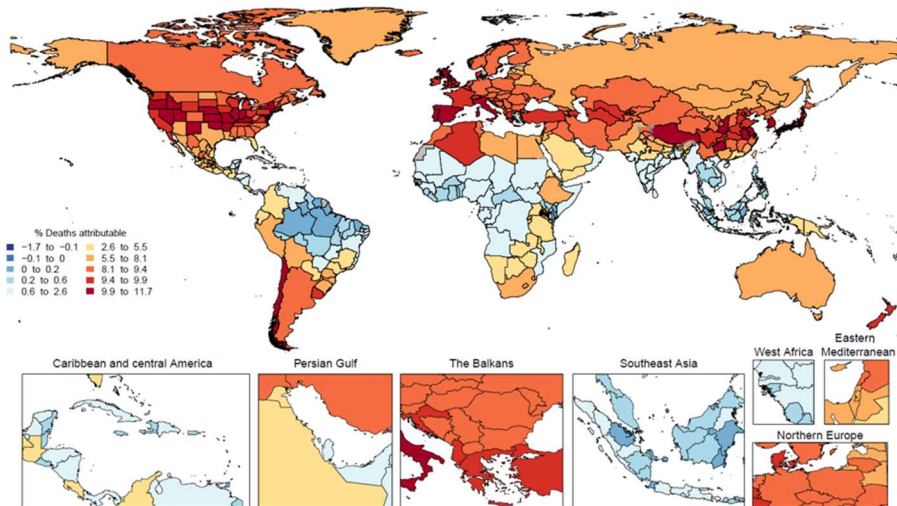 % Deaths attributable
−1.7 to −0.1
−0.1 to 0
0 to 0.2
0.2 to 0.6
0.6 to 2.6
2.6 to 5.5
5.5 to 8.1
8.1 to 9.4
9.4 to 9.9
9.9 to 11.7
Caribbean and central America
Persian Gulf
The Balkans
Southeast Asia
West Africa
Eastern
Mediterranean
Northern Europe